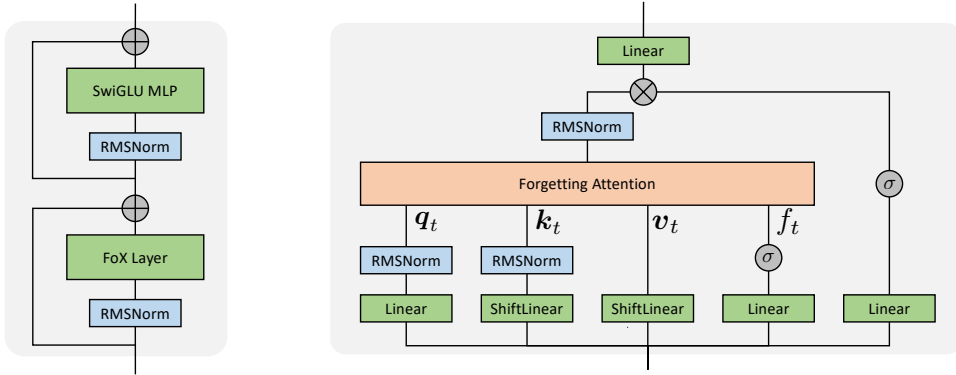 SwiGLU MLP
RMSNorm
FoX Layer
RMSNorm
Linear
RMSNorm
σ
Forgetting Attention
q_t k_t v_t f_t
RMSNorm RMSNorm σ
Linear ShiftLinear ShiftLinear Linear Linear